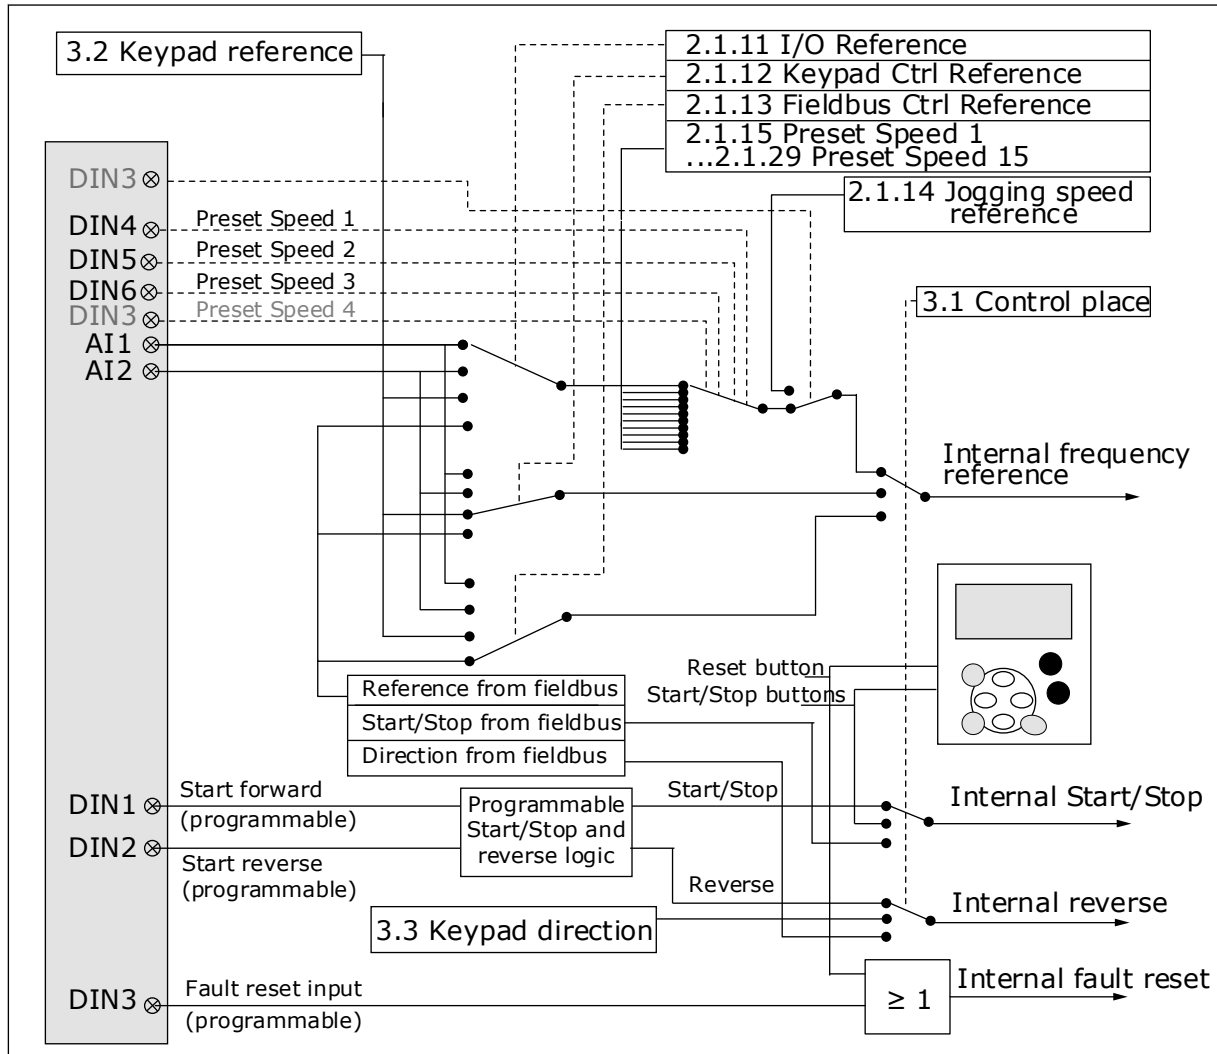 3.2 Keypad reference
2.1.11 I/O Reference
2.1.12 Keypad Ctrl Reference
2.1.13 Fieldbus Ctrl Reference
2.1.15 Preset Speed 1
...2.1.29 Preset Speed 15
2.1.14 Jogging speed
reference
DIN3
DIN4
Preset Speed 1
DIN5
Preset Speed 2
DIN6
Preset Speed 3
DIN3
Preset Speed 4
AI1
AI2
3.1 Control place
Internal frequency
reference
Reset button
Start/Stop buttons
Reference from fieldbus
Start/Stop from fieldbus
Direction from fieldbus
DIN1
Start forward
(programmable)
DIN2
Start reverse
(programmable)
Programmable
Start/Stop and
reverse logic
Start/Stop
Internal Start/Stop
Reverse
3.3 Keypad direction
Internal reverse
DIN3
Fault reset input
(programmable)
≥ 1
Internal fault reset